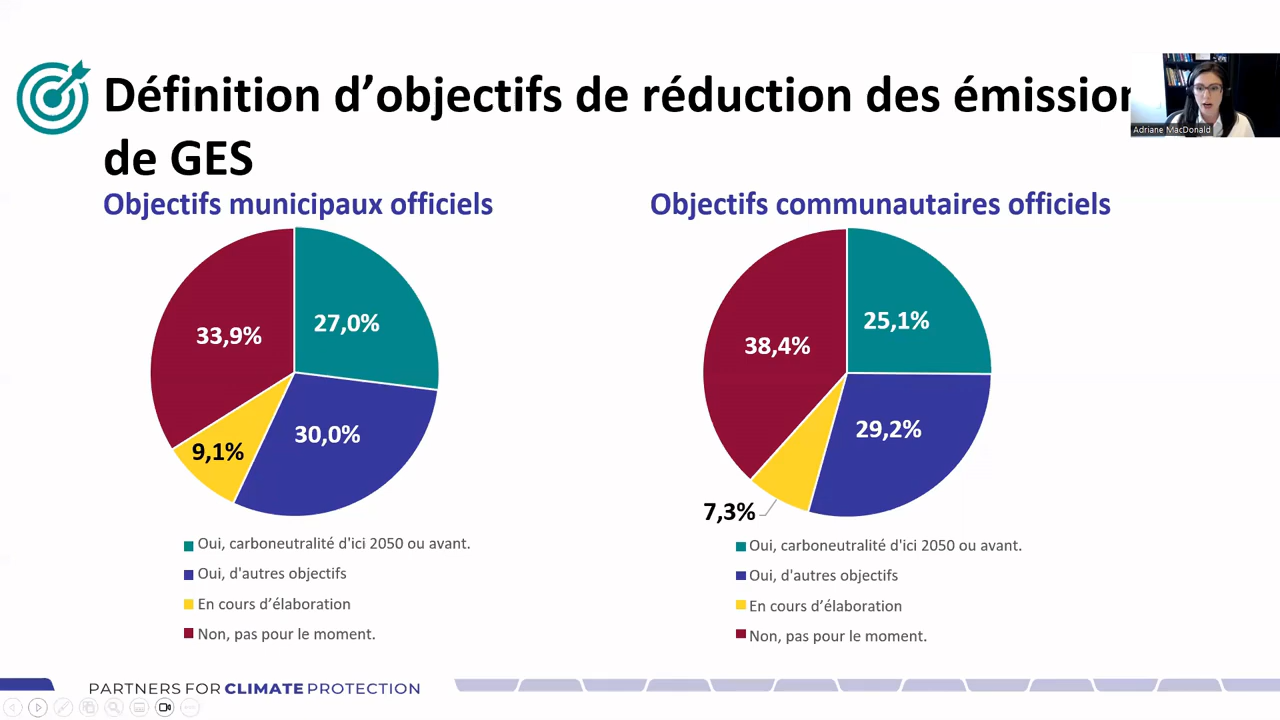 Définition d’objectifs de réduction des émission
de GES
Adriane MacDonald
Objectifs municipaux officiels
Objectifs communautaires officiels
33,9%
27,0%
9,1%
30,0%
38,4%
25,1%
7,3%
29,2%
Oui, carboneutralité d'ici 2050 ou avant.
Oui, d'autres objectifs
En cours d’élaboration
Non, pas pour le moment.
Oui, carboneutralité d'ici 2050 ou avant.
Oui, d'autres objectifs
En cours d’élaboration
Non, pas pour le moment.
PARTNERS FOR CLIMATE PROTECTION